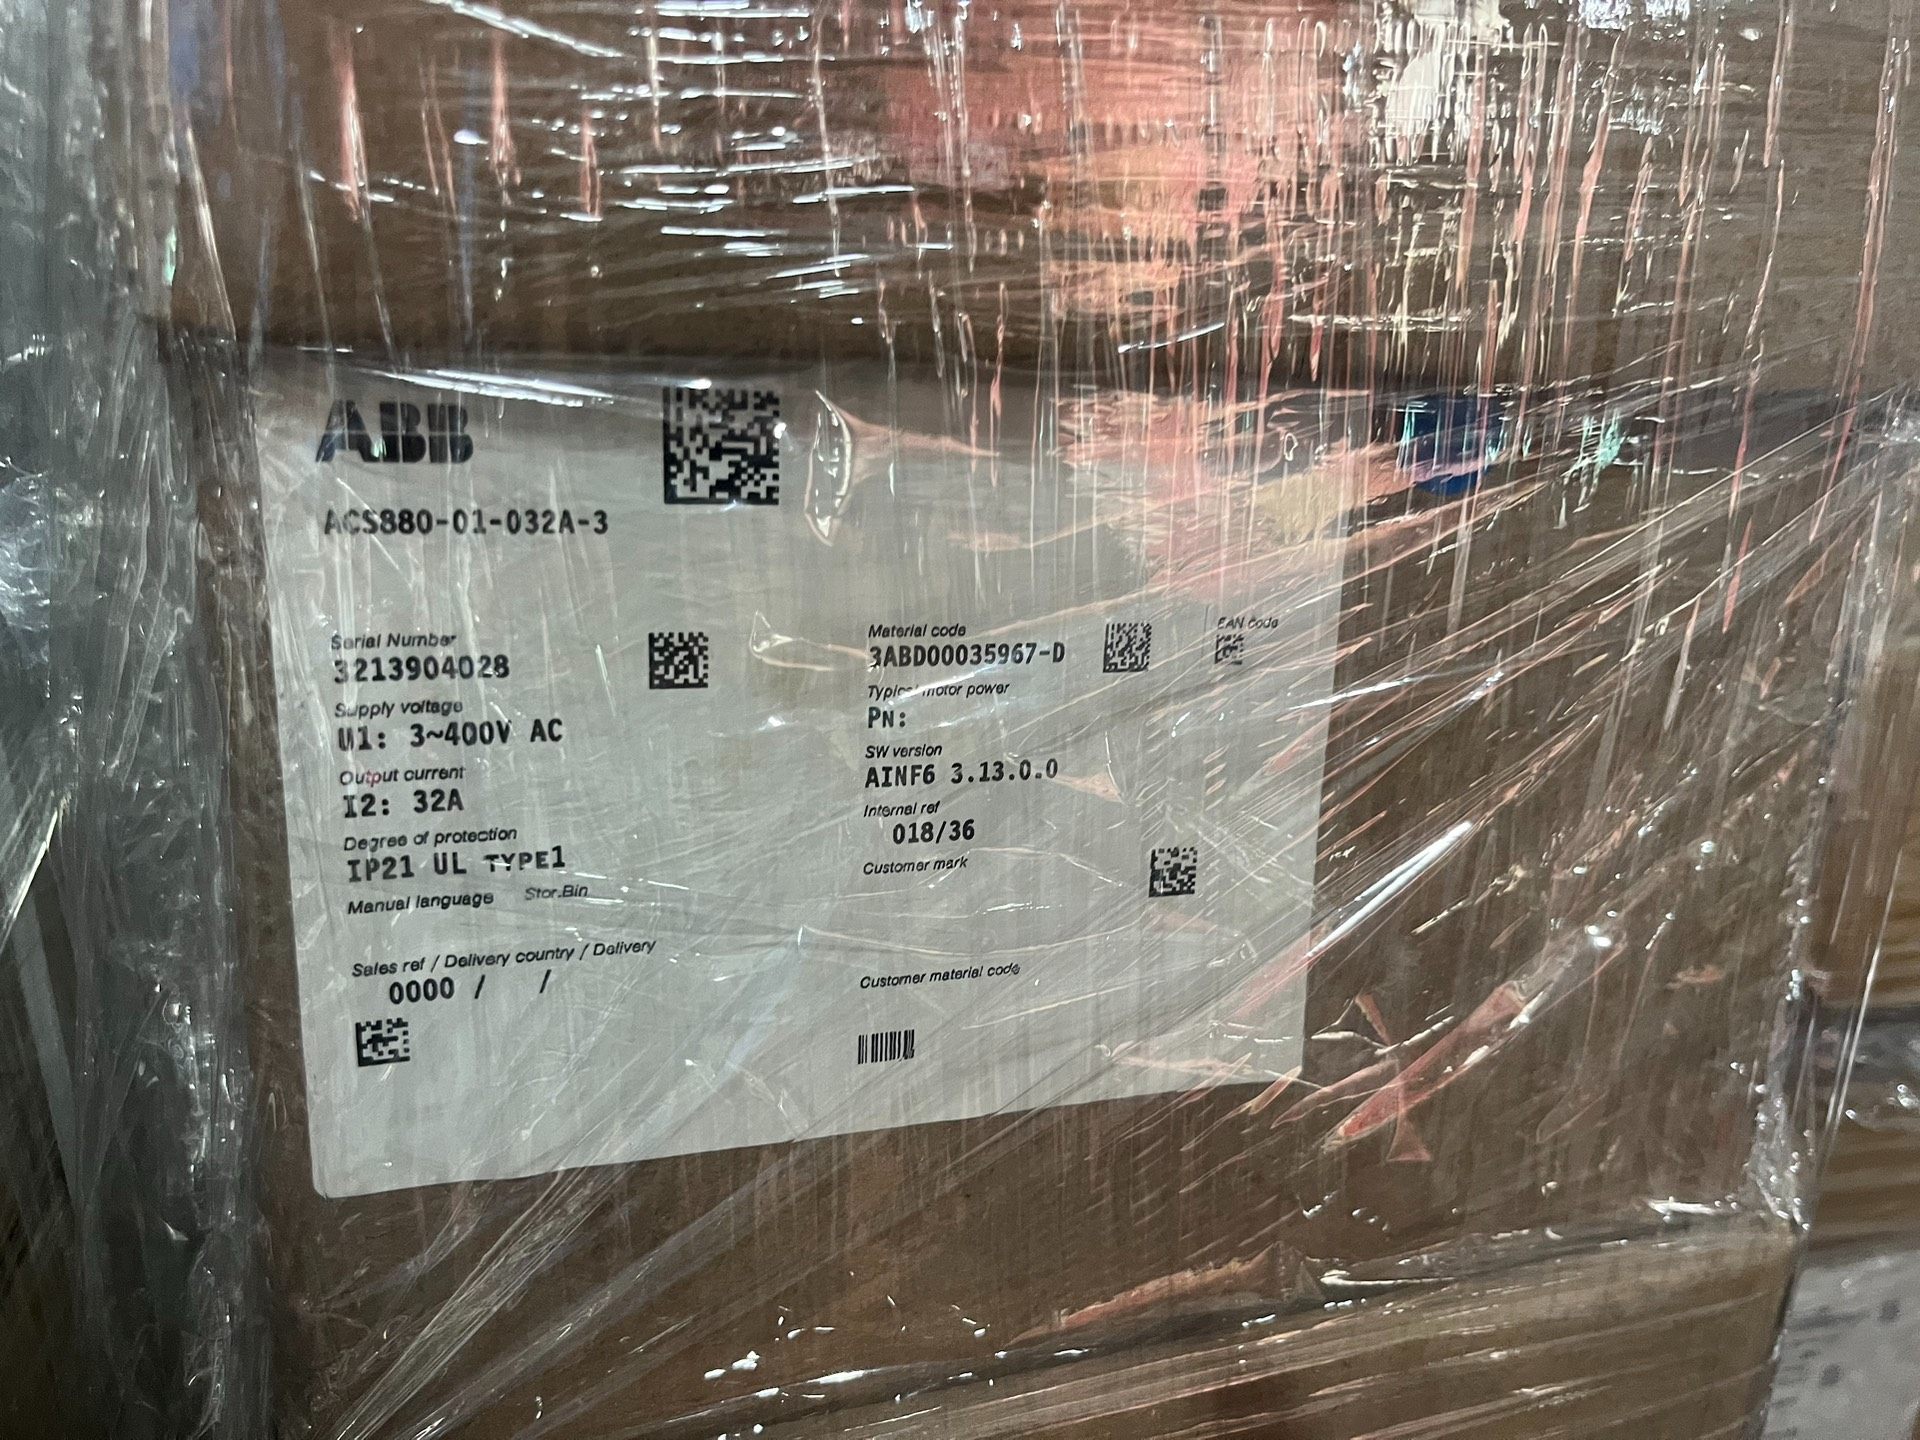 ABB
ACS880-01-032A-3
Serial Number
3213904028
Supply voltage
U1: 3~400V AC
Output current
I2: 32A
Degree of protection
IP21 UL TYPE1
Manual language Stor.Bin
Sales ref / Delivery country / Delivery
0000 / /
Material code
3ABD00035967-D
EAN code
Typical motor power
PN:
SW version
AINF6 3.13.0.0
Internal ref
018/36
Customer mark
Customer material code